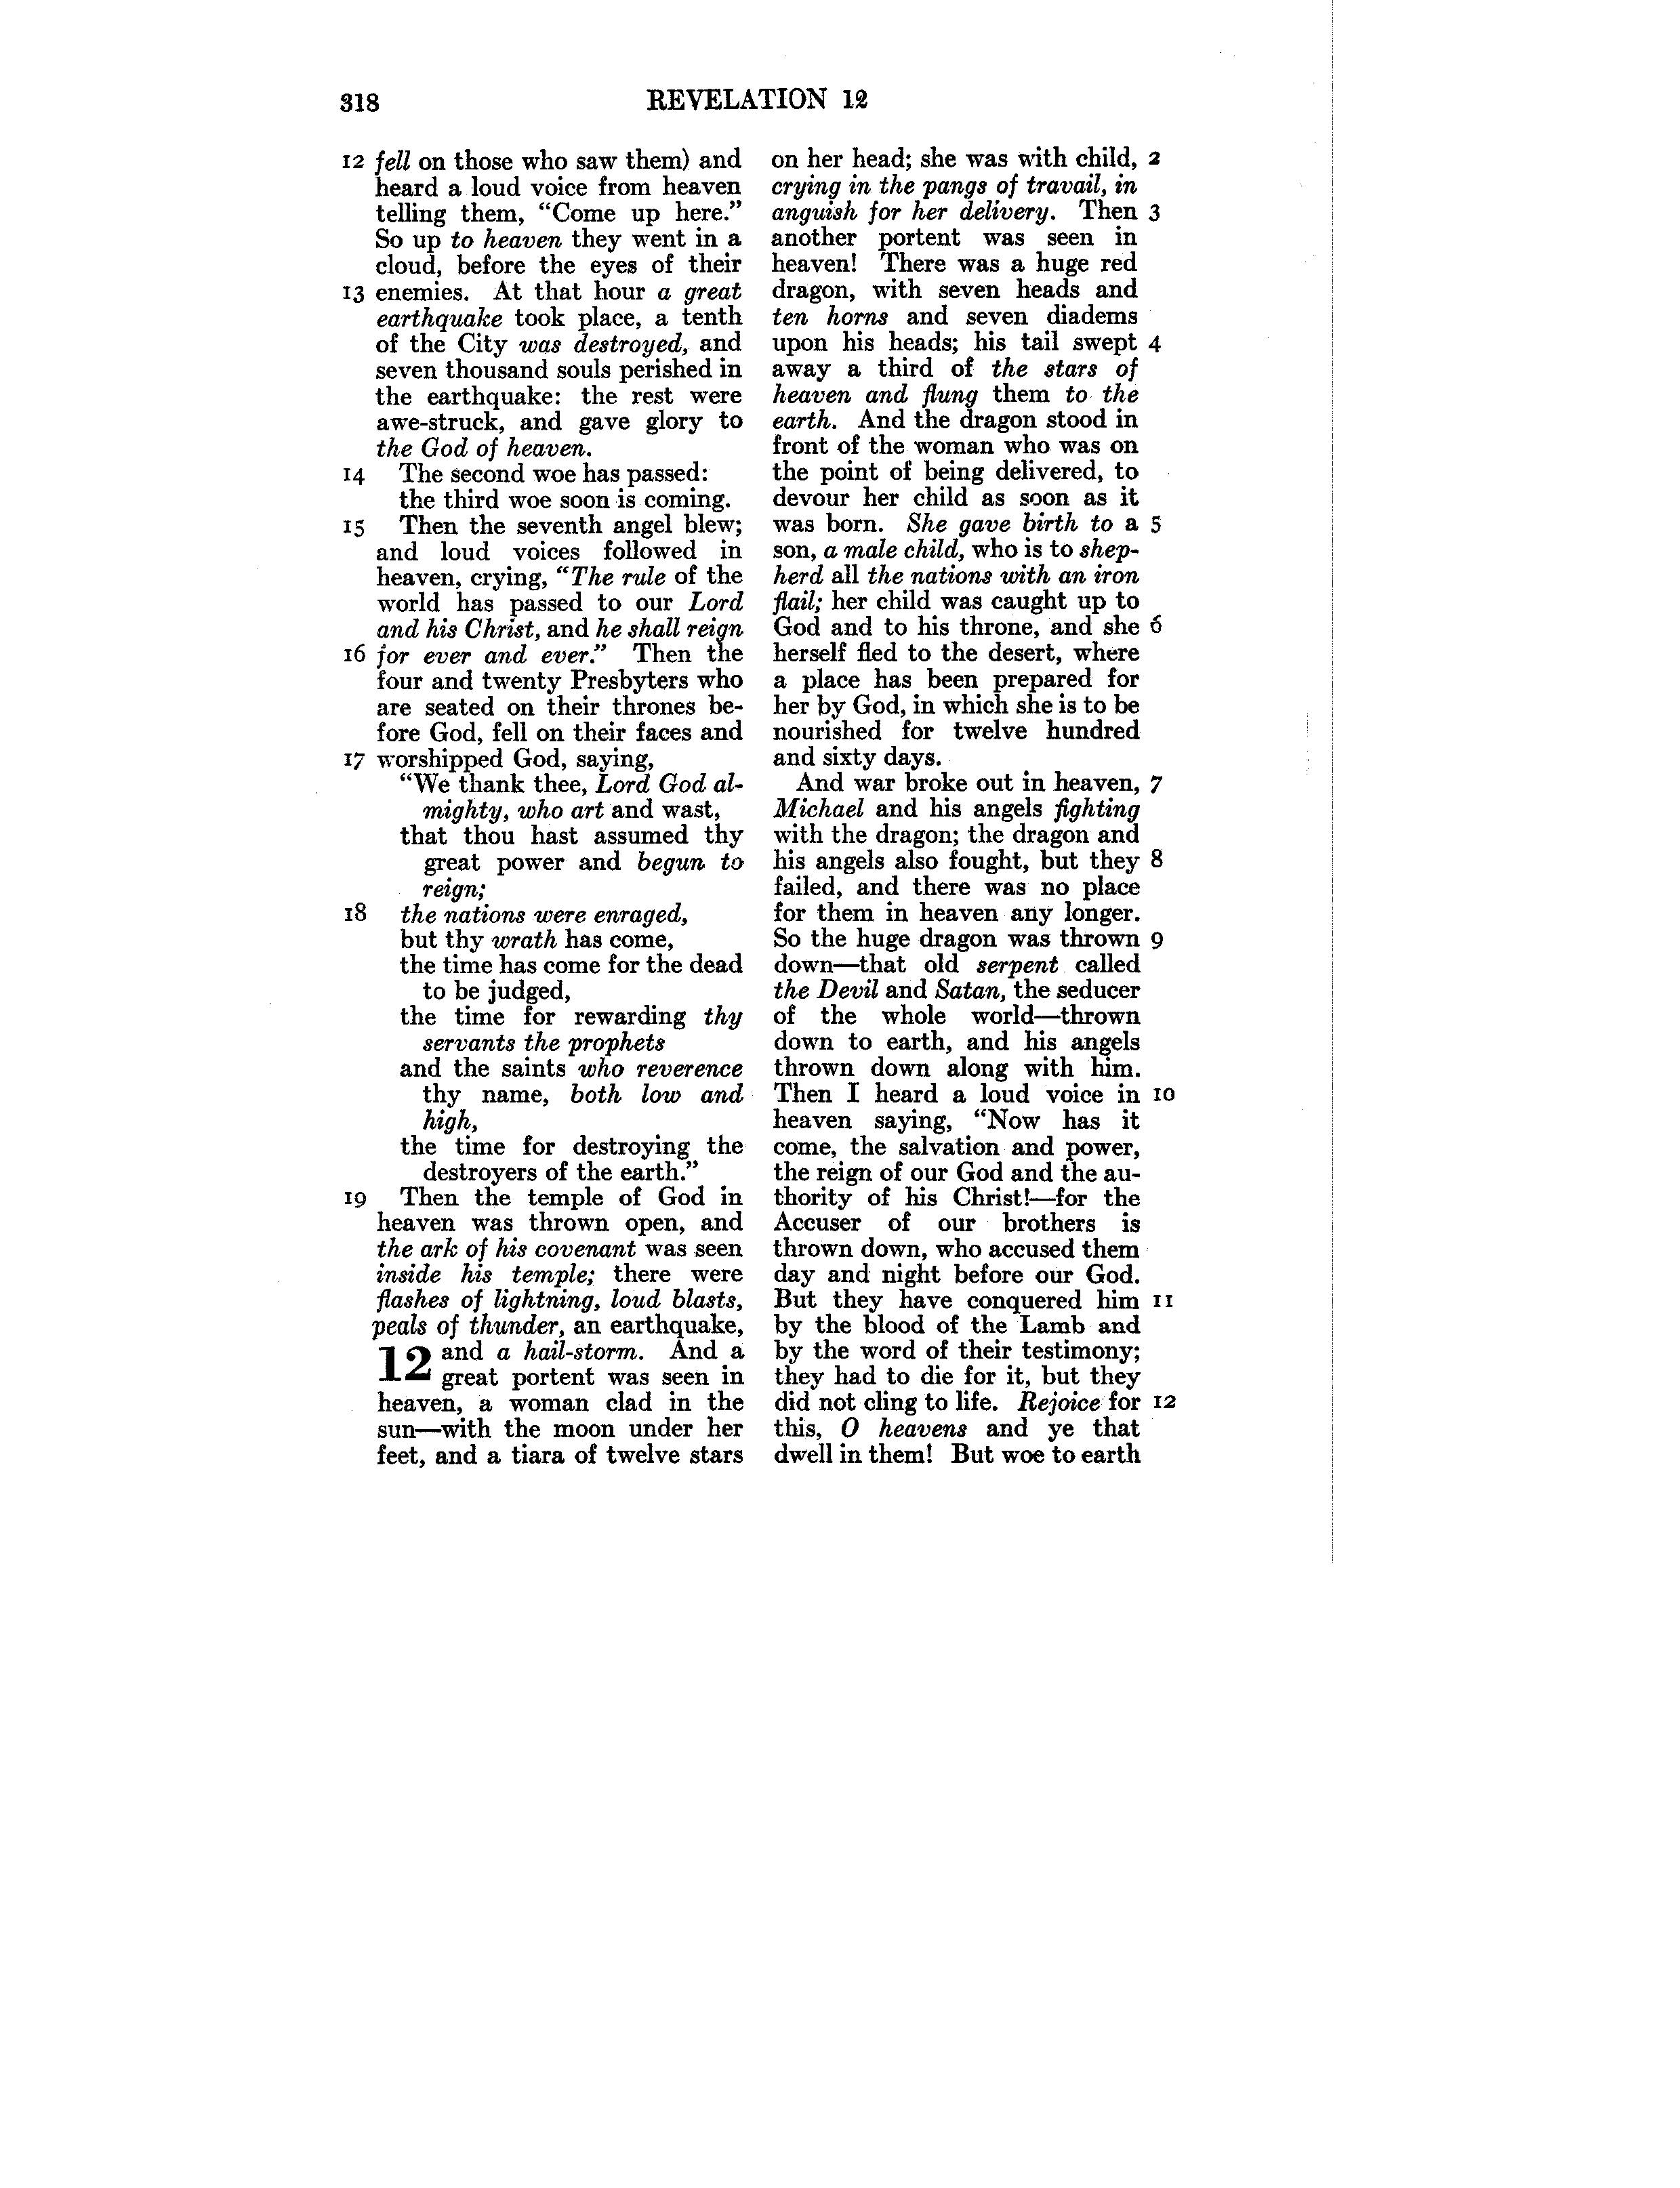 318
REVELATION 12
12 fell on those who saw them) and
heard a loud voice from heaven
telling them, “Come up here.”
So up to heaven they went in a
cloud, before the eyes of their
13 enemies. At that hour a great
earthquake took place, a tenth
of the City was destroyed, and
seven thousand souls perished in
the earthquake: the rest were
awe-struck, and gave glory to
the God of heaven.
14 The second woe has passed:
the third woe soon is coming.
15 Then the seventh angel blew;
and loud voices followed in
heaven, crying, “The rule of the
world has passed to our Lord
and his Christ, and he shall reign
16 for ever and ever.” Then the
four and twenty Presbyters who
are seated on their thrones be-
fore God, fell on their faces and
17 worshipped God, saying,
“We thank thee, Lord God al-
mighty, who art and wast,
that thou hast assumed thy
great power and begun to
reign;
18 the nations were enraged,
but thy wrath has come,
the time has come for the dead
to be judged,
the time for rewarding thy
servants the prophets
and the saints who reverence
thy name, both low and
high,
the time for destroying the
destroyers of the earth.”
19 Then the temple of God in
heaven was thrown open, and
the ark of his covenant was seen
inside his temple; there were
flashes of lightning, loud blasts,
peals of thunder, an earthquake,
12 and a hail-storm. And a
great portent was seen in
heaven, a woman clad in the
sun—with the moon under her
feet, and a tiara of twelve stars
on her head; she was with child, 2
crying in the pangs of travail, in
anguish for her delivery. Then 3
another portent was seen in
heaven! There was a huge red
dragon, with seven heads and
ten horns and seven diadems
upon his heads; his tail swept 4
away a third of the stars of
heaven and flung them to the
earth. And the dragon stood in
front of the woman who was on
the point of being delivered, to
devour her child as soon as it
was born. She gave birth to a 5
son, a male child, who is to shep-
herd all the nations with an iron
flail; her child was caught up to
God and to his throne, and she 6
herself fled to the desert, where
a place has been prepared for
her by God, in which she is to be
nourished for twelve hundred
and sixty days.
And war broke out in heaven, 7
Michael and his angels fighting
with the dragon; the dragon and
his angels also fought, but they 8
failed, and there was no place
for them in heaven any longer.
So the huge dragon was thrown 9
down—that old serpent called
the Devil and Satan, the seducer
of the whole world—thrown
down to earth, and his angels
thrown down along with him.
Then I heard a loud voice in 10
heaven saying, “Now has it
come, the salvation and power,
the reign of our God and the au-
thority of his Christ!—for the
Accuser of our brothers is
thrown down, who accused them
day and night before our God.
But they have conquered him 11
by the blood of the Lamb and
by the word of their testimony;
they had to die for it, but they
did not cling to life. Rejoice for 12
this, O heavens and ye that
dwell in them! But woe to earth